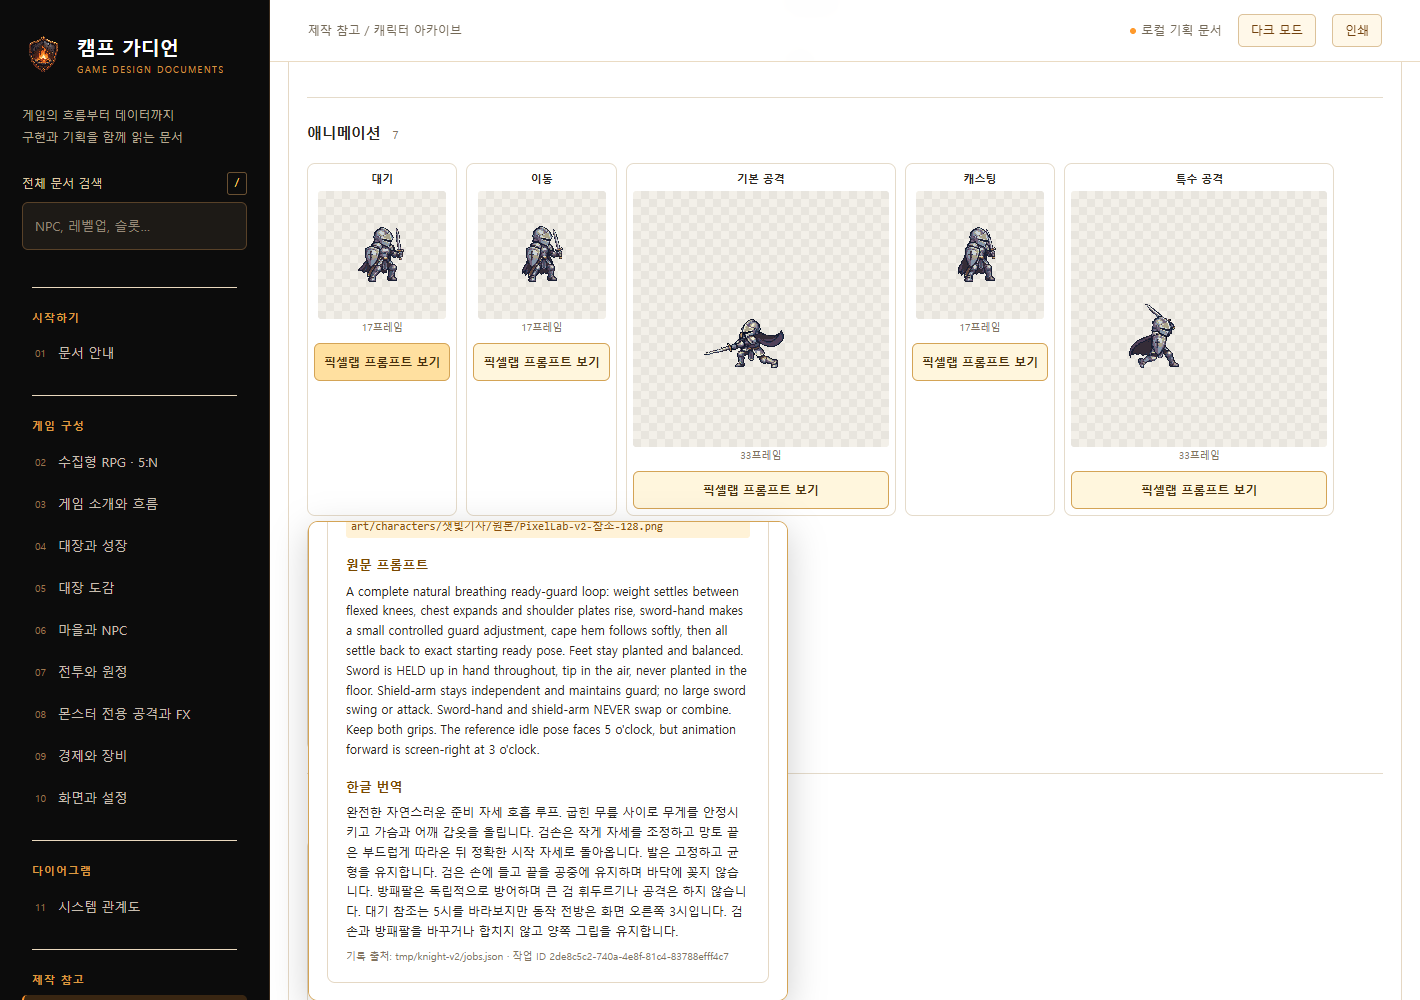 캠프 가디언
GAME DESIGN DOCUMENTS
게임의 흐름부터 데이터까지
구현과 기획을 함께 읽는 문서
전체 문서 검색
/
NPC, 레벨업, 슬롯...
시작하기
01 문서 안내
게임 구성
02 수집형 RPG · 5:N
03 게임 소개와 흐름
04 대장과 성장
05 대장 도감
06 마을과 NPC
07 전투와 원정
08 몬스터 전용 공격과 FX
09 경제와 장비
10 화면과 설정
다이어그램
11 시스템 관계도
제작 참고
제작 참고 / 캐릭터 아카이브
로컬 기획 문서
다크 모드
인쇄
애니메이션 7
대기
17프레임
픽셀랩 프롬프트 보기
이동
17프레임
픽셀랩 프롬프트 보기
기본 공격
33프레임
픽셀랩 프롬프트 보기
캐스팅
17프레임
픽셀랩 프롬프트 보기
특수 공격
33프레임
픽셀랩 프롬프트 보기
art/characters/잿빛기사/원본/PixelLab-v2-참조-128.png
원문 프롬프트
A complete natural breathing ready-guard loop: weight settles between
flexed knees, chest expands and shoulder plates rise, sword-hand makes
a small controlled guard adjustment, cape hem follows softly, then all
settle back to exact starting ready pose. Feet stay planted and balanced.
Sword is HELD up in hand throughout, tip in the air, never planted in the
floor. Shield-arm stays independent and maintains guard; no large sword
swing or attack. Sword-hand and shield-arm NEVER swap or combine.
Keep both grips. The reference idle pose faces 5 o'clock, but animation
forward is screen-right at 3 o'clock.
한글 번역
완전한 자연스러운 준비 자세 호흡 루프. 굽힌 무릎 사이로 무게를 안정시
키고 가슴과 어깨 갑옷을 올립니다. 검손은 작게 자세를 조정하고 망토 끝
은 부드럽게 따라온 뒤 정확한 시작 자세로 돌아옵니다. 발은 고정하고 균
형을 유지합니다. 검은 손에 들고 끝을 공중에 유지하며 바닥에 꽂지 않습
니다. 방패팔은 독립적으로 방어하며 큰 검 휘두르기나 공격은 하지 않습니
다. 대기 참조는 5시를 바라보지만 동작 전방은 화면 오른쪽 3시입니다. 검
손과 방패팔을 바꾸거나 합치지 않고 양쪽 그립을 유지합니다.
기록 출처: tmp/knight-v2/jobs.json · 작업 ID 2de8c5c2-740a-4e8f-81c4-83788efff4c7